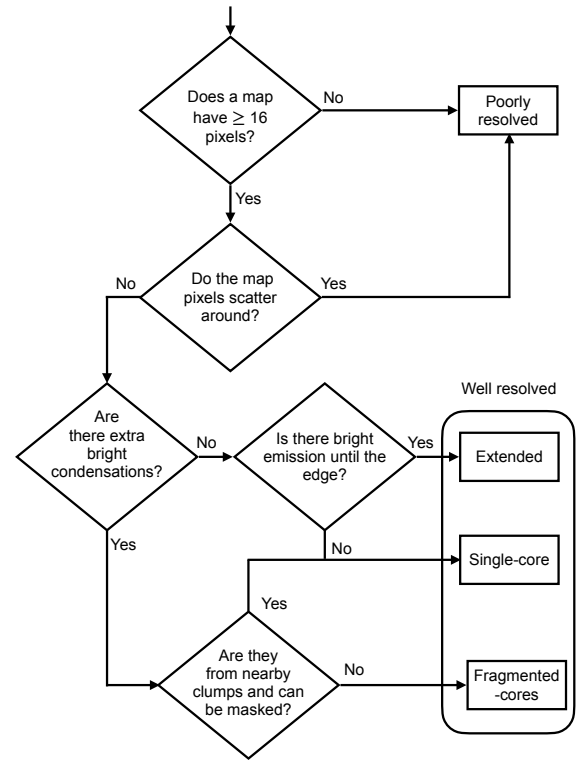 Does a map
have ≥ 16
pixels?
No
Poorly
resolved
Yes
Do the map
pixels scatter
around?
No
Yes
Well resolved
Are
there extra
bright
condensations?
No
Is there bright
emission until the
edge?
Yes
Extended
Yes
No
Single-core
Yes
Are they
from nearby
clumps and can
be masked?
No
Fragmented
-cores